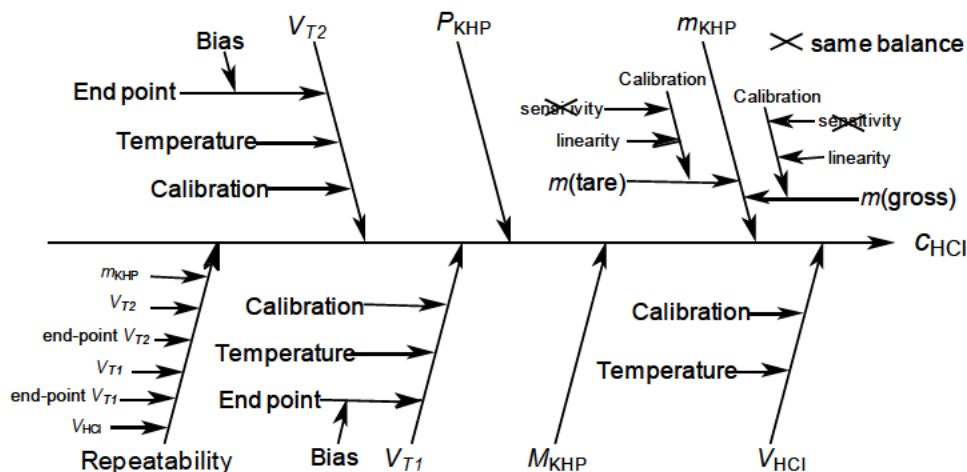 V_T2
P_KHP
m_KHP
same balance
Bias
End point
Temperature
Calibration
Calibration
sensitivity
linearity
m(tare)
Calibration
sensitivity
linearity
m(gross)
c_HCl
m_KHP
V_T2
end-point V_T2
V_T1
end-point V_T1
V_HCl
Repeatability
Calibration
Temperature
End point
Bias
V_T1
M_KHP
Calibration
Temperature
V_HCl